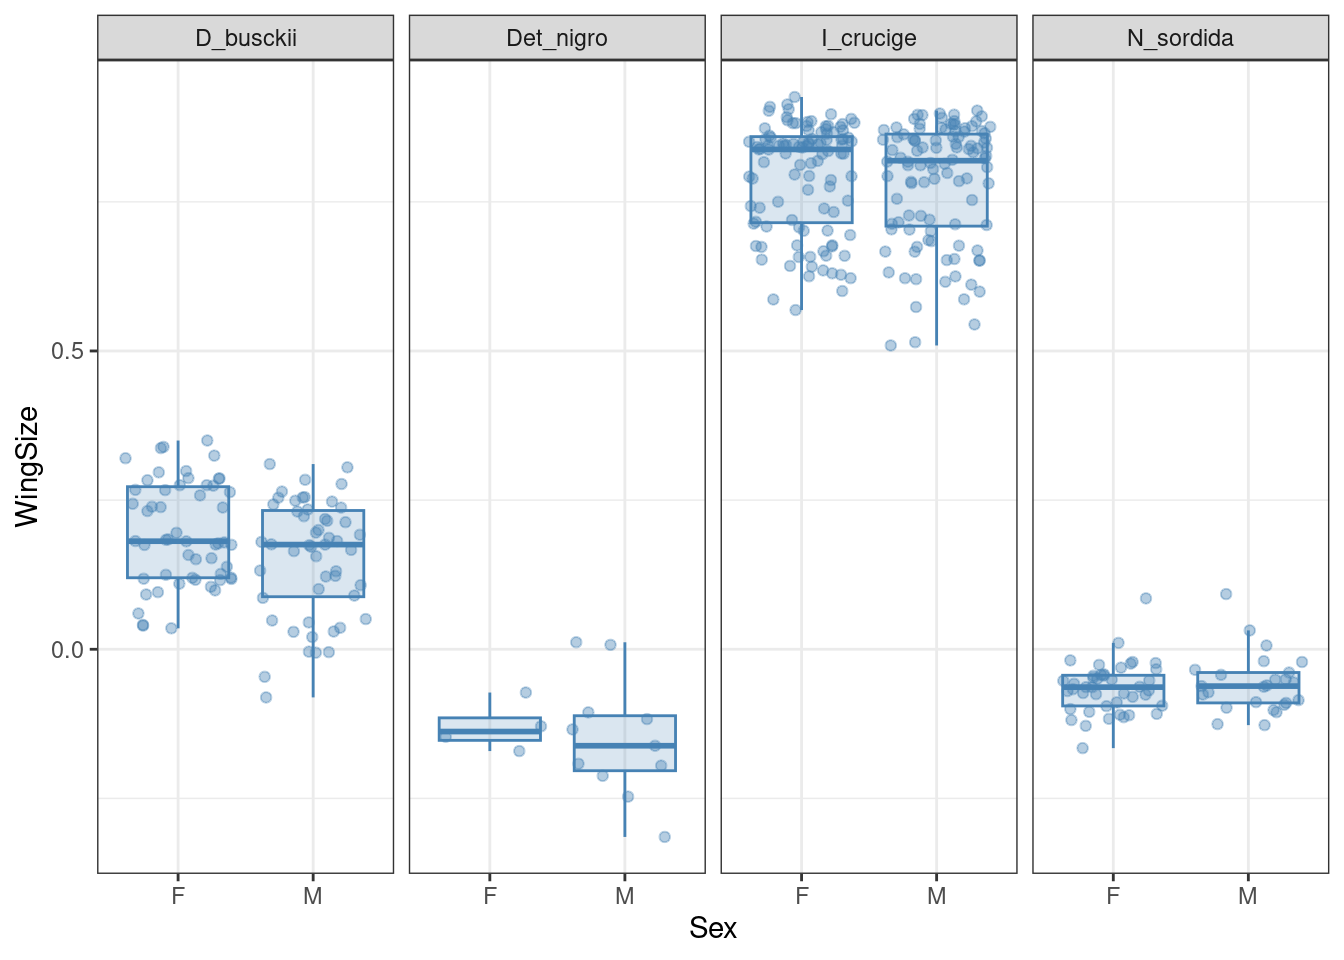 D_busckii
Det_nigro
I_crucige
N_sordida
WingSize
0.5
0.0
F
M
F
M
F
M
F
M
Sex